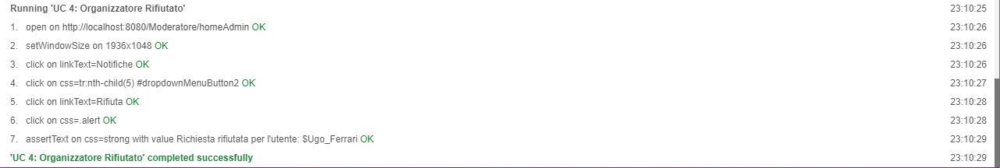 Running 'UC 4: Organizzatore Rifiutato' 23:10:25
1. open on http://localhost:8080/Moderatore/homeAdmin OK 23:10:26
2. setWindowSize on 1936x1048 OK 23:10:26
3. click on linkText=Notifiche OK 23:10:26
4. click on css=tr:nth-child(5) #dropdownMenuButton2 OK 23:10:27
5. click on linkText=Rifiuta OK 23:10:28
6. click on css=.alert OK 23:10:28
7. assertText on css=strong with value Richiesta rifiutata per l'utente: $Ugo_Ferrari OK 23:10:29
'UC 4: Organizzatore Rifiutato' completed successfully 23:10:29